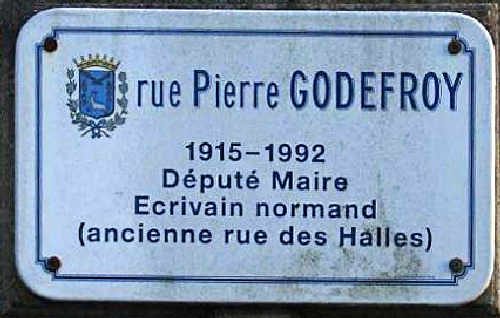 rue Pierre GODEFROY
1915-1992
Député Maire
Ecrivain normand
(ancienne rue des Halles)